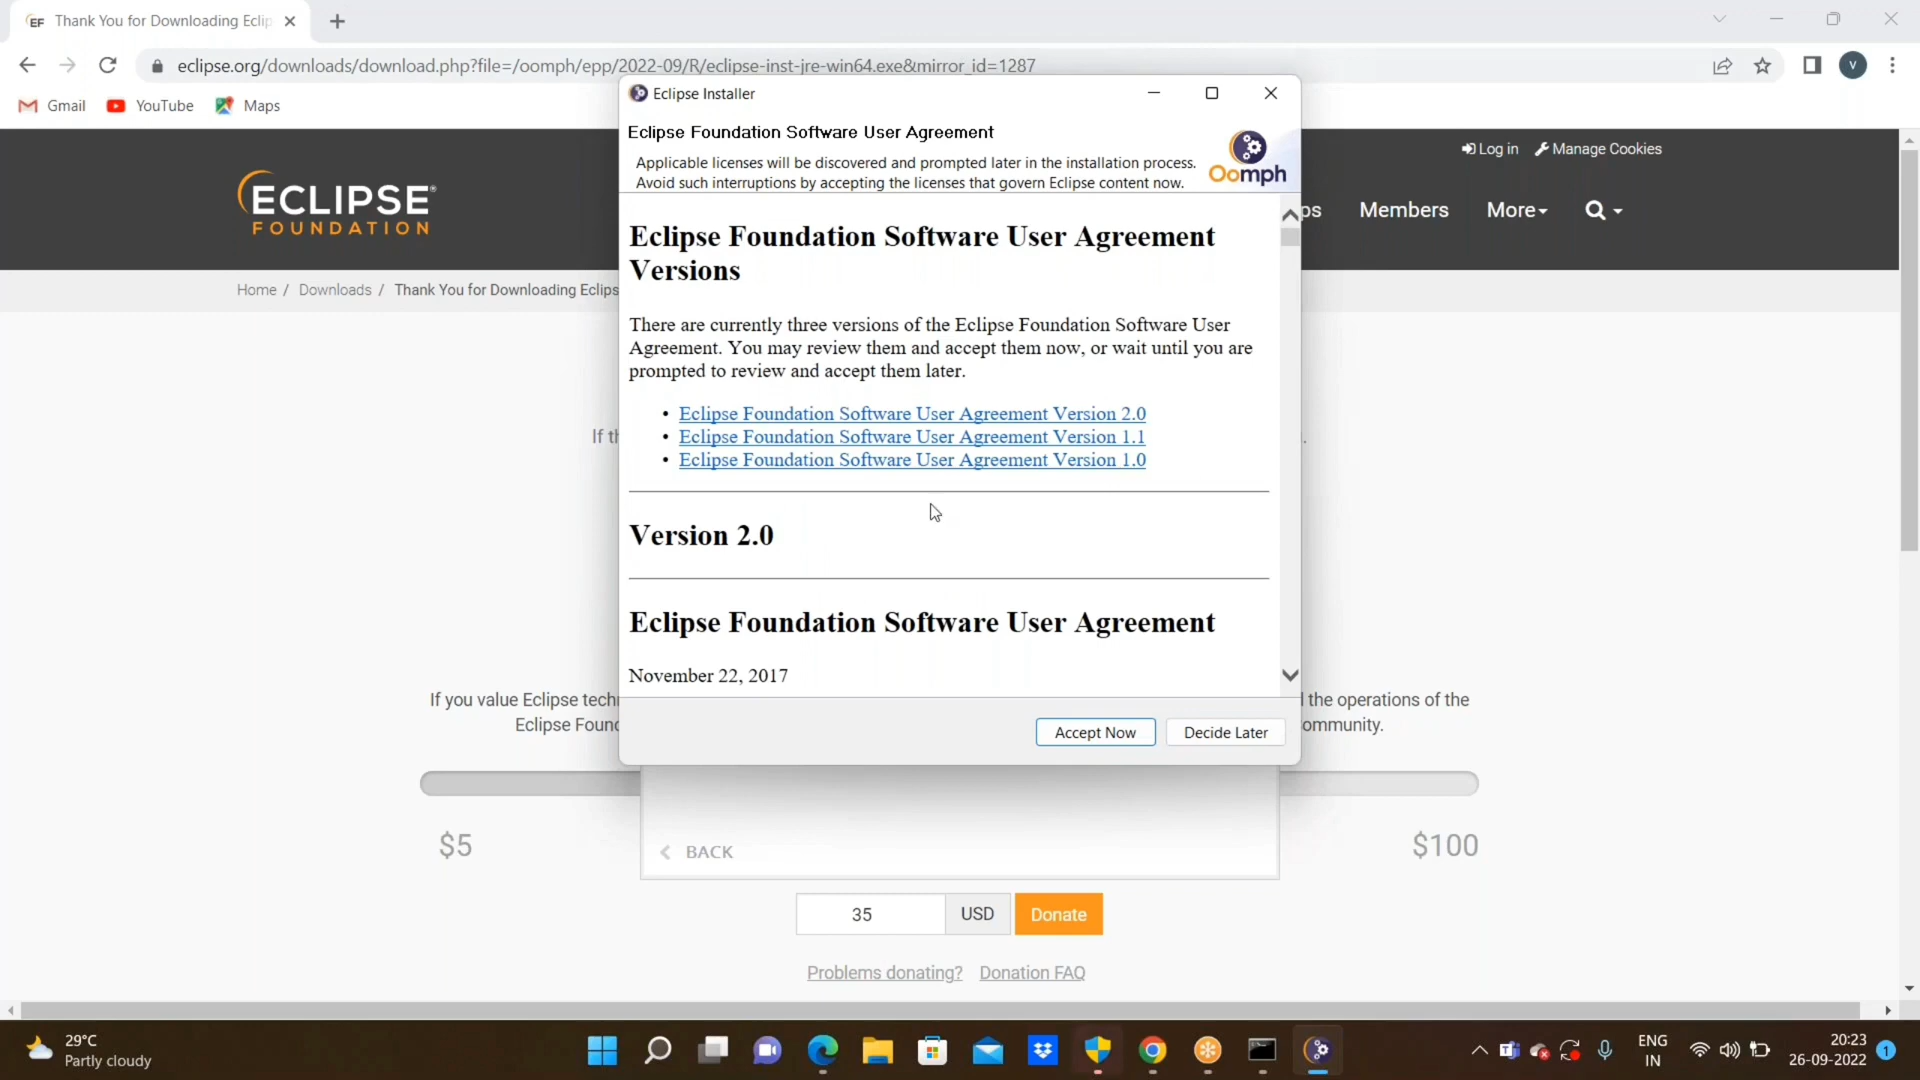 EF Thank You for Downloading Eclip
eclipse.org/downloads/download.php?file=/oomph/epp/2022-09/R/eclipse-inst-jre-win64.exe&mirror_id=1287
V
Gmail YouTube Maps
Eclipse Installer
Eclipse Foundation Software User Agreement
Applicable licenses will be discovered and prompted later in the installation process.
Avoid such interruptions by accepting the licenses that govern Eclipse content now.
Oomph
Log in Manage Cookies
ECLIPSE®
FOUNDATION
ps Members More
Home / Downloads / Thank You for Downloading Eclips
Eclipse Foundation Software User Agreement
Versions
There are currently three versions of the Eclipse Foundation Software User
Agreement. You may review them and accept them now, or wait until you are
prompted to review and accept them later.
• Eclipse Foundation Software User Agreement Version 2.0
• Eclipse Foundation Software User Agreement Version 1.1
• Eclipse Foundation Software User Agreement Version 1.0
If th
Version 2.0
Eclipse Foundation Software User Agreement
November 22, 2017
Accept Now Decide Later
If you value Eclipse tech
the operations of the
Eclipse Foun
ommunity.
$5 $100
BACK
35 USD Donate
Problems donating? Donation FAQ
29°C
Partly cloudy
ENG
IN
20:23
26-09-2022
1